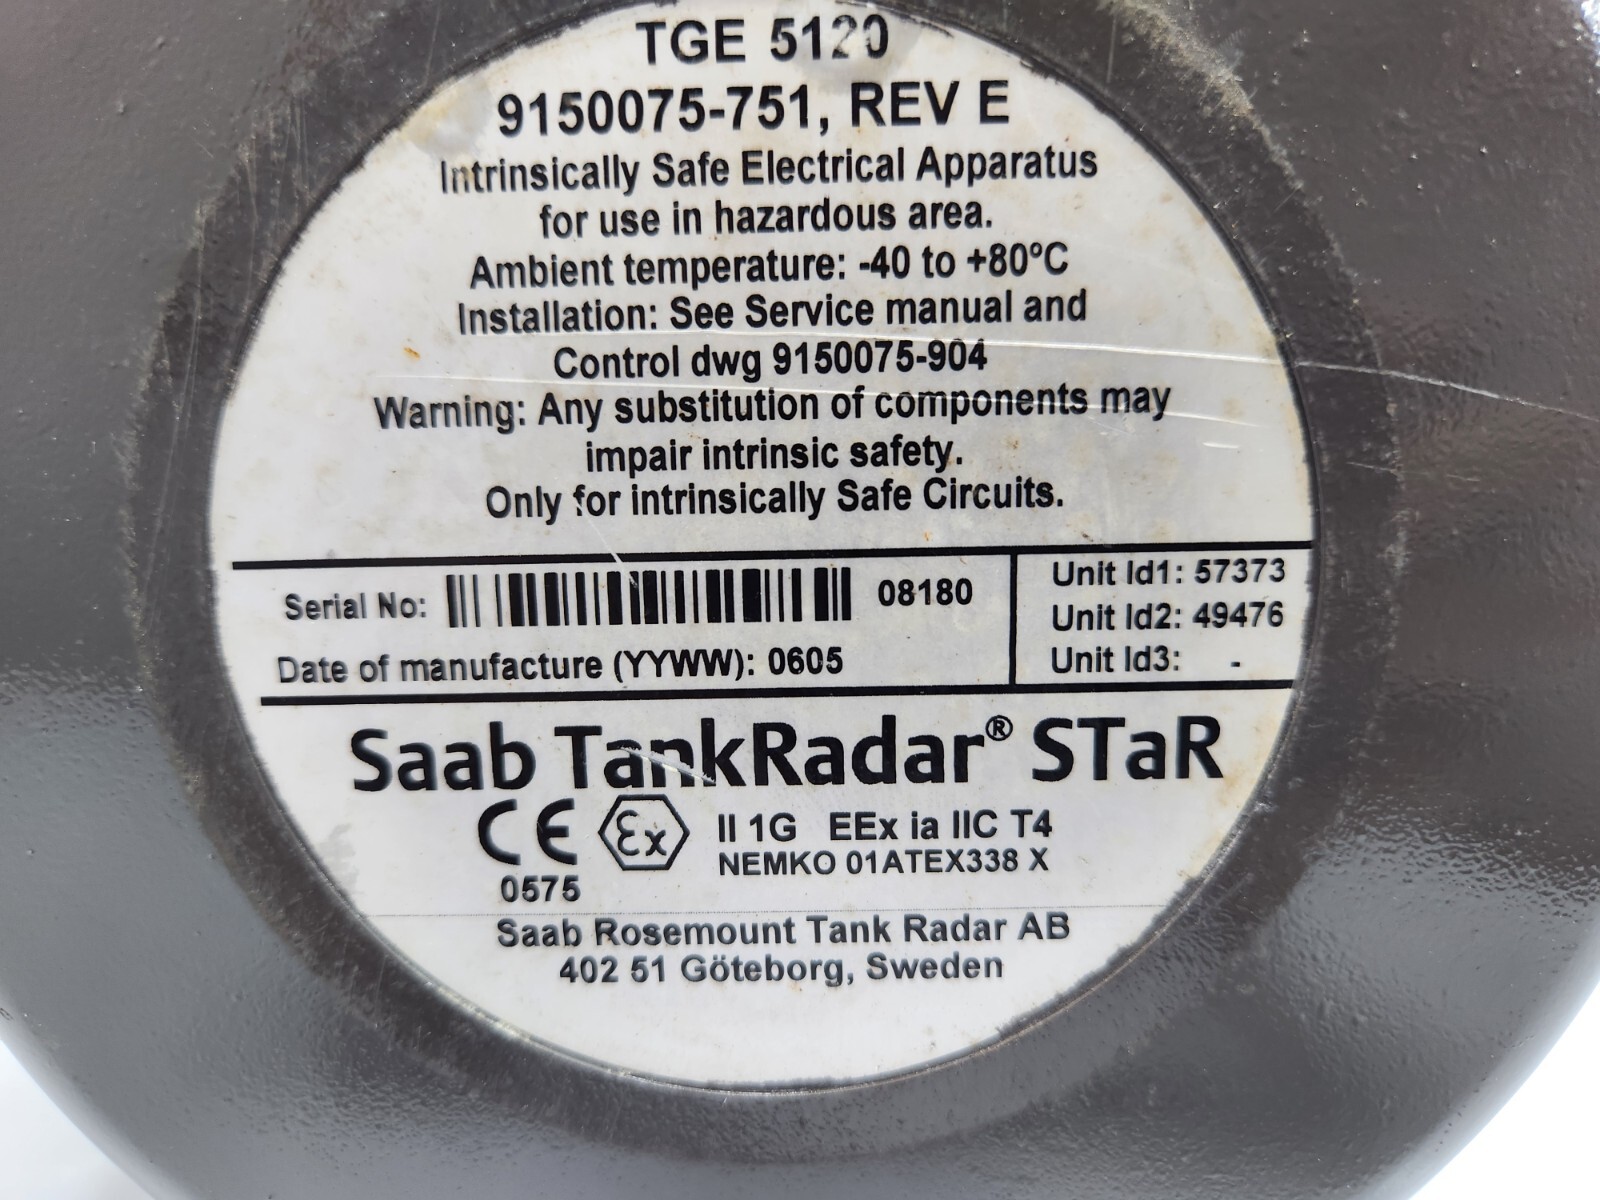 TGE 5120
9150075-751, REV E
Intrinsically Safe Electrical Apparatus
for use in hazardous area.
Ambient temperature: -40 to +80°C
Installation: See Service manual and
Control dwg 9150075-904
Warning: Any substitution of components may
impair intrinsic safety.
Only for intrinsically Safe Circuits.
Serial No: 08180
Date of manufacture (YYWW): 0605
Unit Id1: 57373
Unit Id2: 49476
Unit Id3: -
Saab TankRadar® STaR
CE Ex II 1G EEx ia IIC T4
NEMKO 01ATEX338 X
0575
Saab Rosemount Tank Radar AB
402 51 Göteborg, Sweden